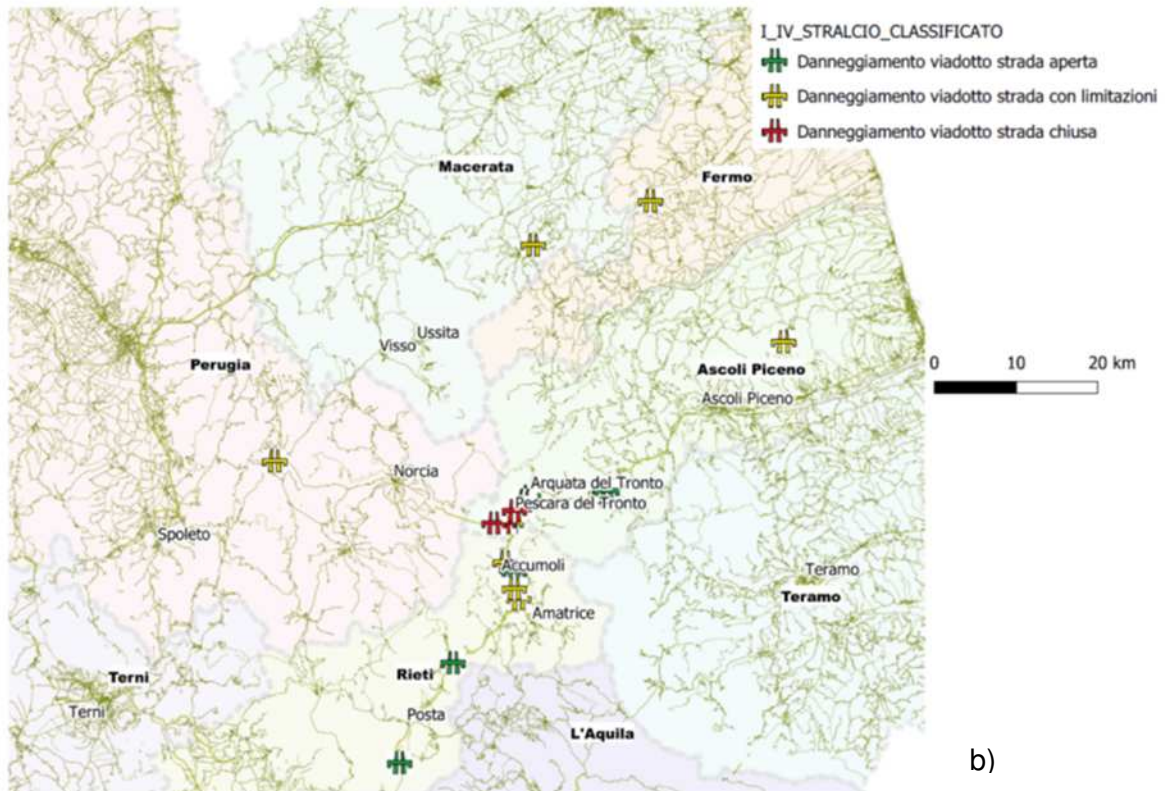 I_IV_STRALCIO_CLASSIFICATO
Danneggiamento viadotto strada aperta
Danneggiamento viadotto strada con limitazioni
Danneggiamento viadotto strada chiusa
Macerata
Fermo
Ussita
Visso
Perugia
Ascoli Piceno
Ascoli Piceno
0 10 20 km
Norcia
Arquata del Tronto
Pescara del Tronto
Spoleto
Accumoli
Teramo
Teramo
Amatrice
Rieti
Terni
Terni
Posta
L'Aquila
b)